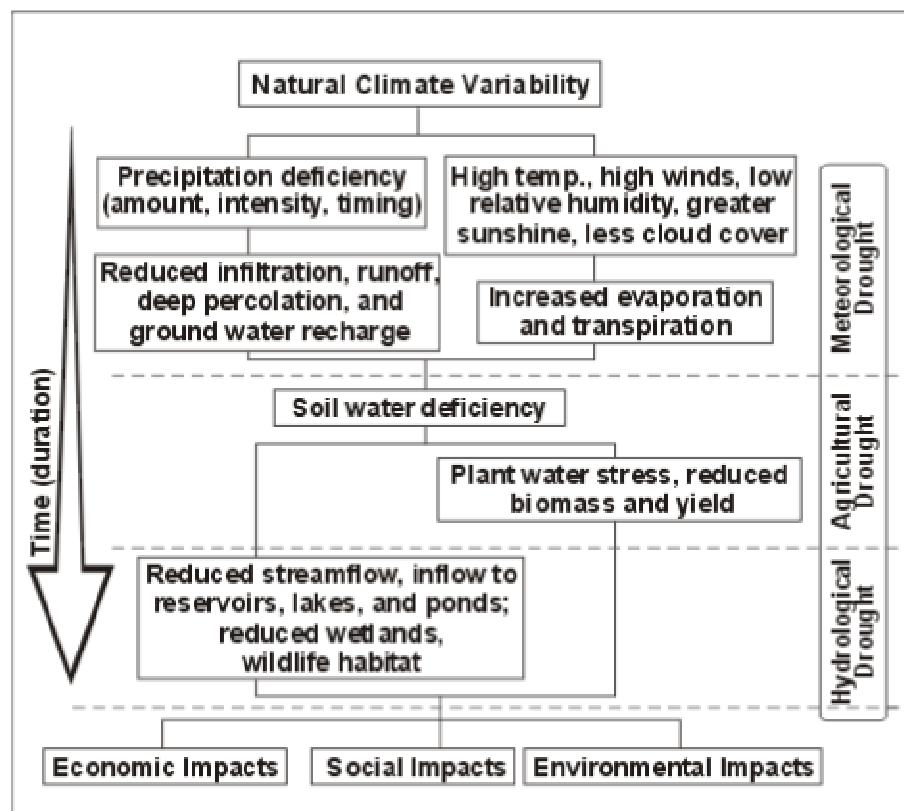 Natural Climate Variability
Precipitation deficiency
(amount, intensity, timing)
High temp., high winds, low
relative humidity, greater
sunshine, less cloud cover
Reduced infiltration, runoff,
deep percolation, and
ground water recharge
Increased evaporation
and transpiration
Meteorological
Drought
Soil water deficiency
Plant water stress, reduced
biomass and yield
Agricultural
Drought
Time (duration)
Reduced streamflow, inflow to
reservoirs, lakes, and ponds;
reduced wetlands,
wildlife habitat
Hydrological
Drought
Economic Impacts
Social Impacts
Environmental Impacts